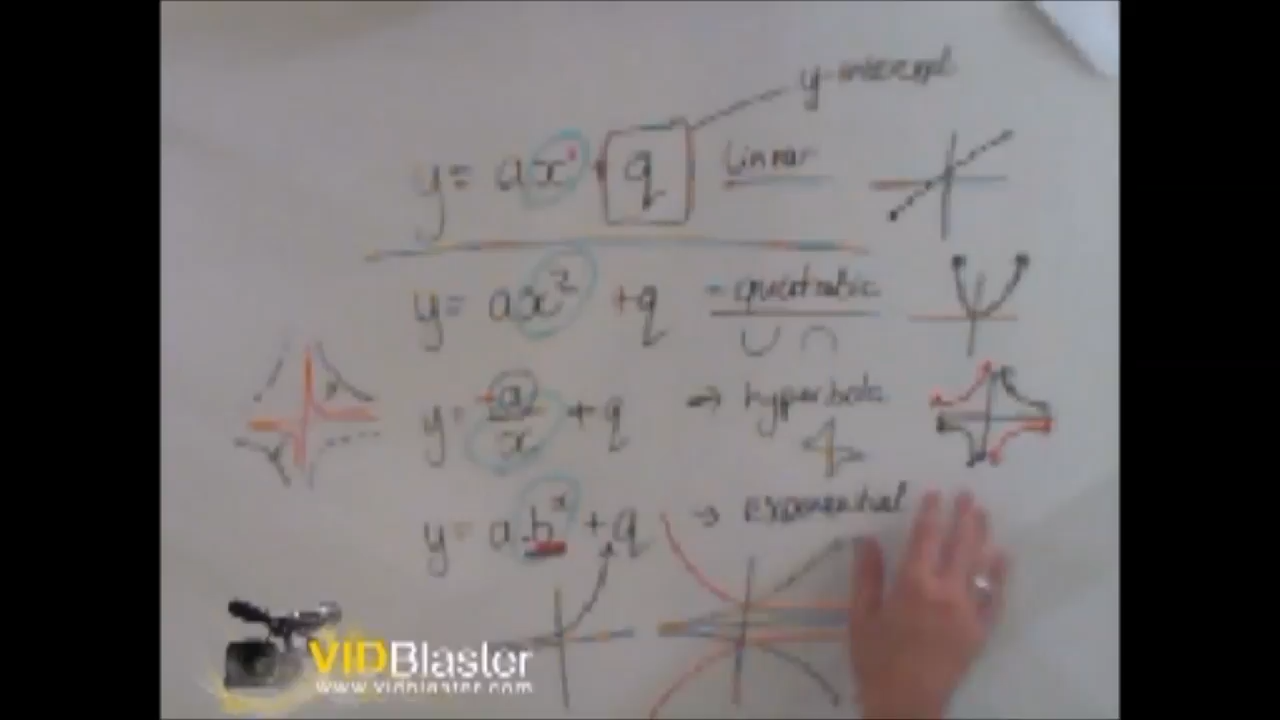 y-intercept
y = ax¹ + q linear
y = ax² + q - quadratic
y = a/x + q → hyperbola
y = a.bˣ + q → exponential
VIDBlaster
www.vidblaster.com